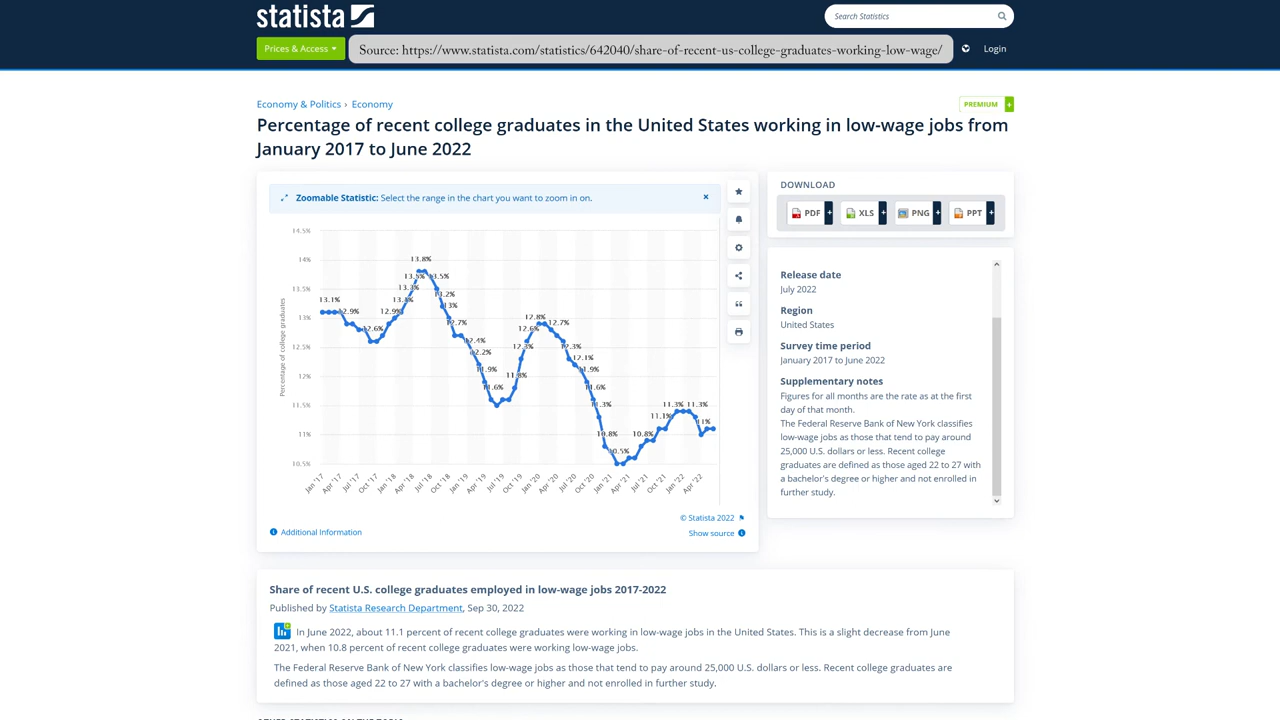 statista
Search Statistics
Prices & Access
Source: https://www.statista.com/statistics/642040/share-of-recent-us-college-graduates-working-low-wage/
Login
Economy & Politics › Economy
PREMIUM +
Percentage of recent college graduates in the United States working in low-wage jobs from
January 2017 to June 2022
Zoomable Statistic: Select the range in the chart you want to zoom in on.
×
Percentage of college graduates
14.5%
14%
13.5%
13%
12.5%
12%
11.5%
11%
10.5%
13.1%
12.9%
12.6%
12.9%
13.8%
13.5%
13.2%
13%
12.7%
12.4%
12.2%
11.9%
11.6%
12.8%
12.7%
12.3%
12.1%
11.9%
11.6%
11.3%
10.8%
10.5%
10.8%
11.1%
11.3%
11.3%
11%
Jan '17
Apr '17
Jul '17
Oct '17
Jan '18
Apr '18
Jul '18
Oct '18
Jan '19
Apr '19
Jul '19
Oct '19
Jan '20
Apr '20
Jul '20
Oct '20
Jan '21
Apr '21
Jul '21
Oct '21
Jan '22
Apr '22
© Statista 2022
Additional Information
Show source
DOWNLOAD
PDF + XLS + PNG + PPT +
Release date
July 2022
Region
United States
Survey time period
January 2017 to June 2022
Supplementary notes
Figures for all months are the rate as at the first
day of that month.
The Federal Reserve Bank of New York classifies
low-wage jobs as those that tend to pay around
25,000 U.S. dollars or less. Recent college
graduates are defined as those aged 22 to 27 with
a bachelor's degree or higher and not enrolled in
further study.
Share of recent U.S. college graduates employed in low-wage jobs 2017-2022
Published by Statista Research Department, Sep 30, 2022
In June 2022, about 11.1 percent of recent college graduates were working in low-wage jobs in the United States. This is a slight decrease from June
2021, when 10.8 percent of recent college graduates were working low-wage jobs.
The Federal Reserve Bank of New York classifies low-wage jobs as those that tend to pay around 25,000 U.S. dollars or less. Recent college graduates are
defined as those aged 22 to 27 with a bachelor's degree or higher and not enrolled in further study.